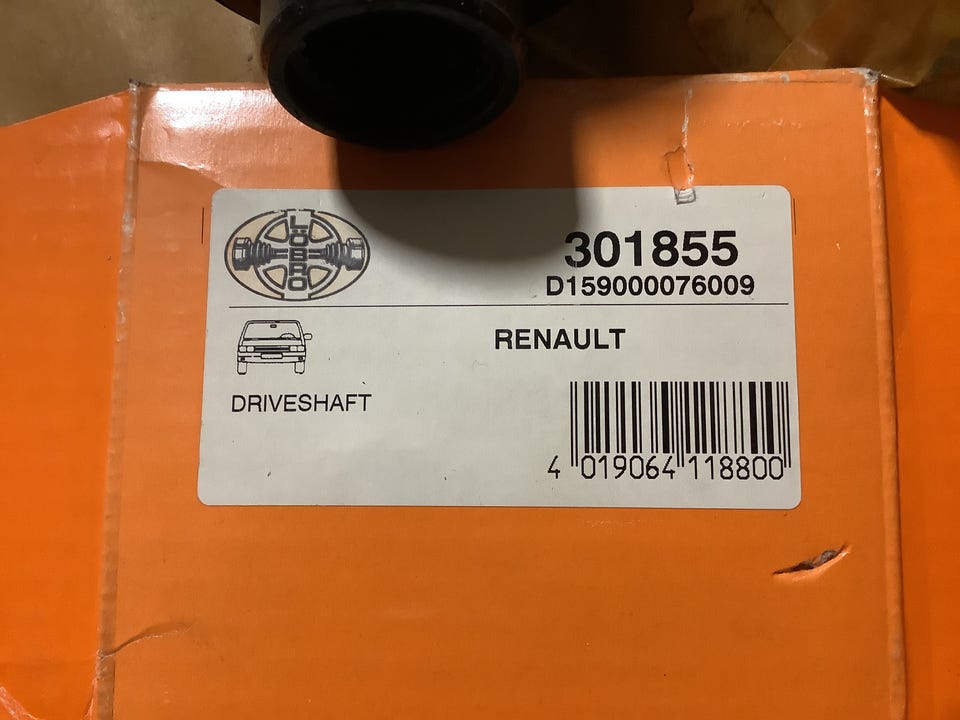 LÖBRO
301855
D159000076009
RENAULT
DRIVESHAFT
4 019064 118800